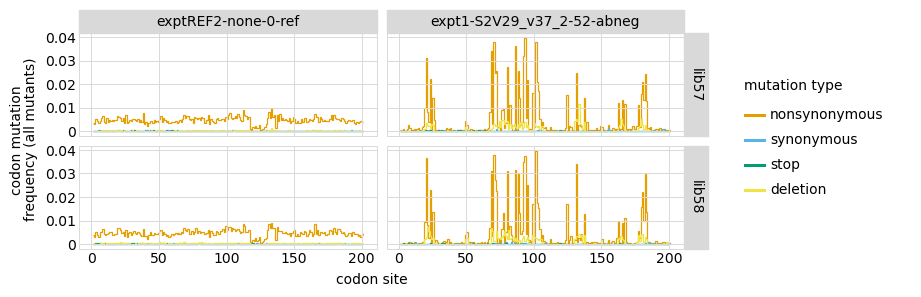 exptREF2-none-0-ref
expt1-S2V29_v37_2-52-abneg
0.04
0.03
0.02
0.01
0
lib57
0.04
0.03
0.02
0.01
0
lib58
codon mutation
frequency (all mutants)
0
50
100
150
200
0
50
100
150
200
codon site
mutation type
nonsynonymous
synonymous
stop
deletion